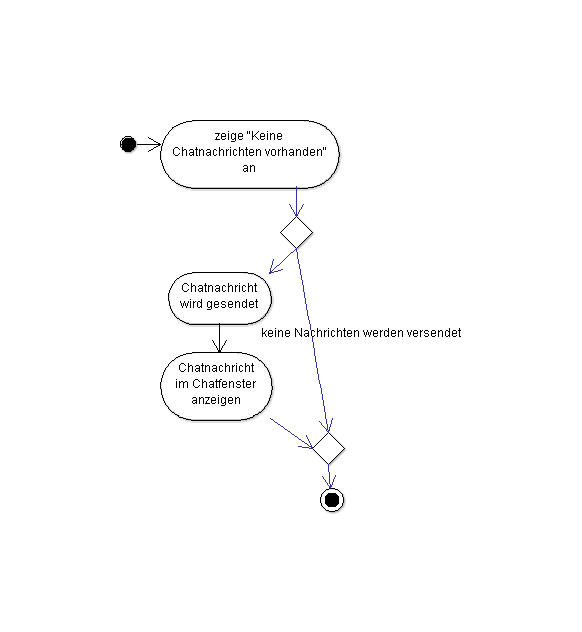 zeige "Keine
Chatnachrichten vorhanden"
an
Chatnachricht
wird gesendet
keine Nachrichten werden versendet
Chatnachricht
im Chatfenster
anzeigen